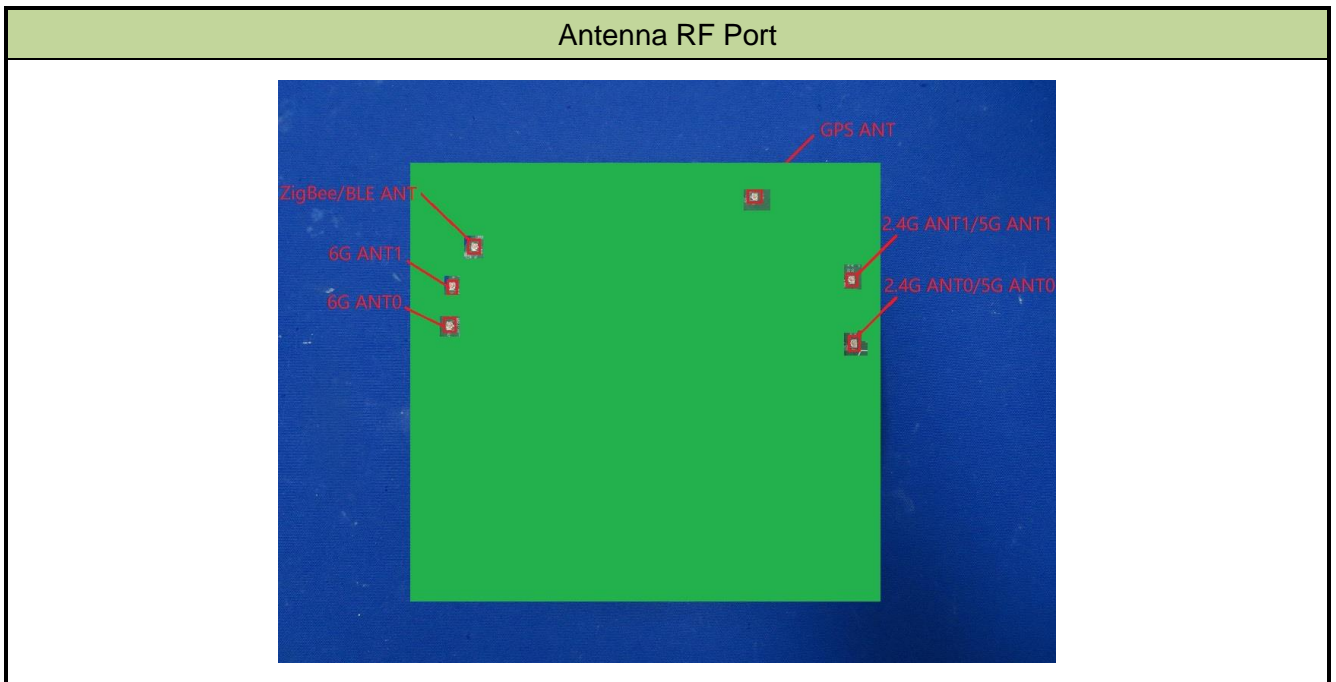 Antenna RF Port
GPS ANT
ZigBee/BLE ANT
2.4G ANT1/5G ANT1
6G ANT1
2.4G ANT0/5G ANT0
6G ANT0